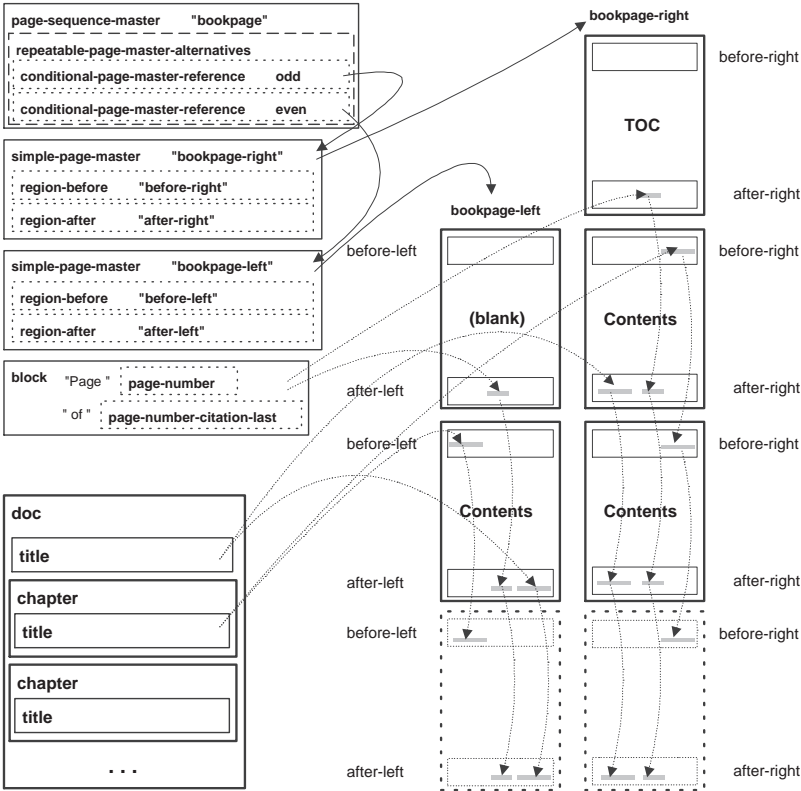 page-sequence-master "bookpage"
repeatable-page-master-alternatives
conditional-page-master-reference odd
conditional-page-master-reference even
simple-page-master "bookpage-right"
region-before "before-right"
region-after "after-right"
simple-page-master "bookpage-left"
region-before "before-left"
region-after "after-left"
block "Page " page-number
" of " page-number-citation-last
doc
title
chapter
title
chapter
title
. . .
bookpage-right
before-right
TOC
after-right
bookpage-left
before-left
before-right
(blank)
Contents
after-left
after-right
before-left
before-right
Contents
Contents
after-left
after-right
before-left
before-right
after-left
after-right